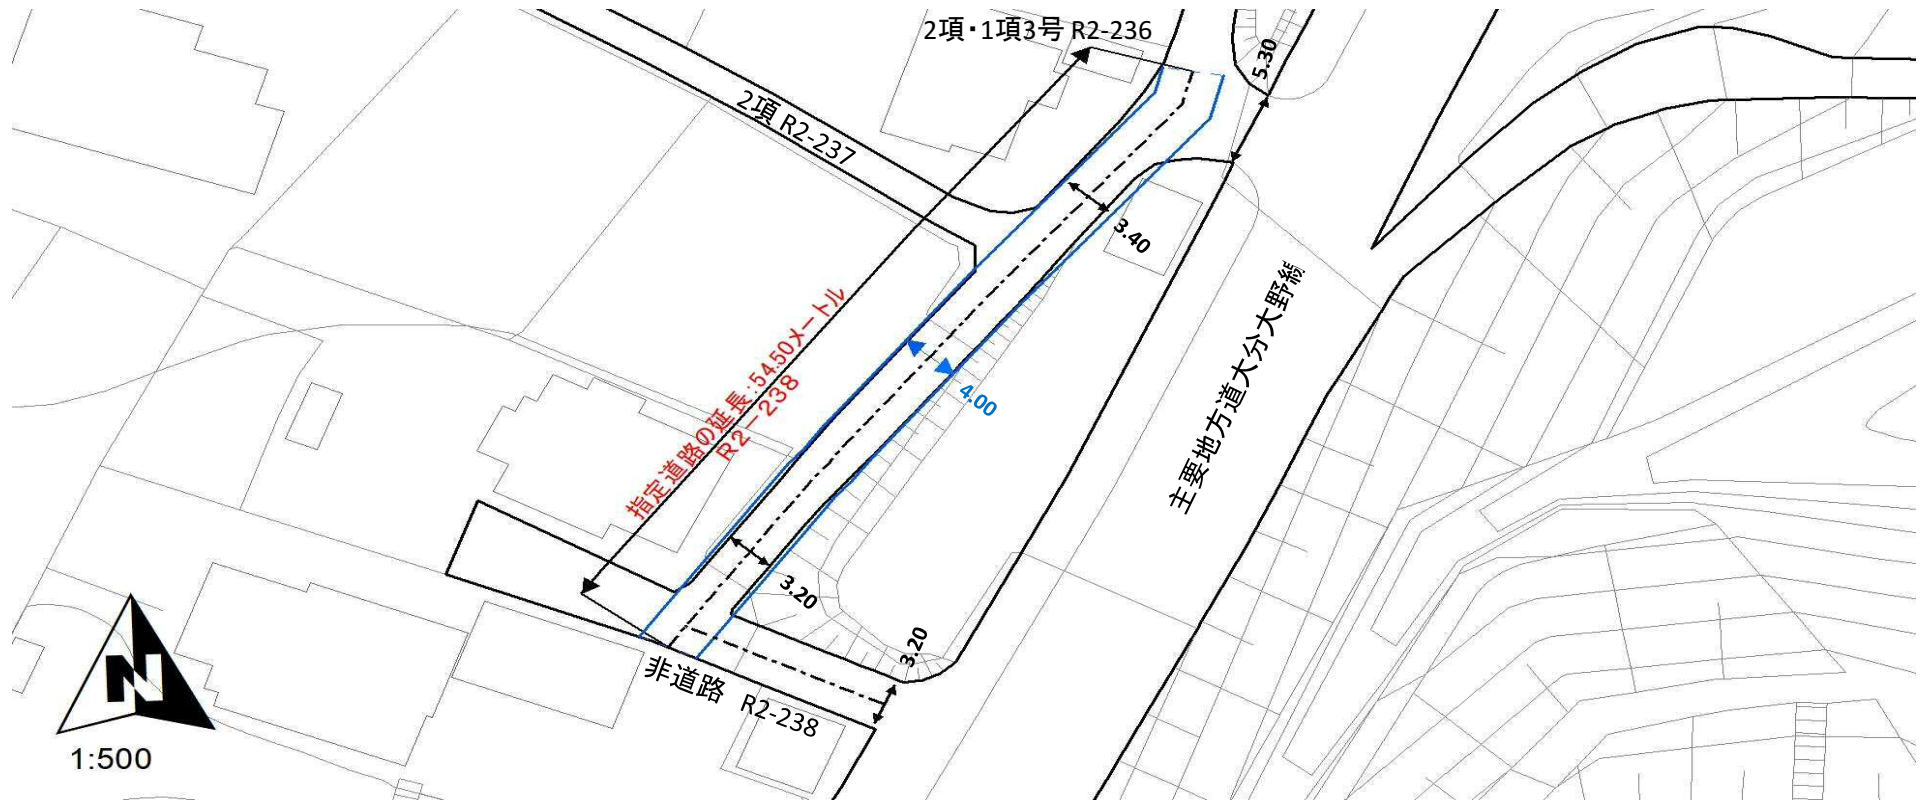 2項・1項3号 R2-236
5.30
2項 R2-237
3.40
指定道路の延長:54.50メートル
R2－238
4.00
主要地方道大分大野線
3.20
3.20
非道路 R2-238
N
1:500